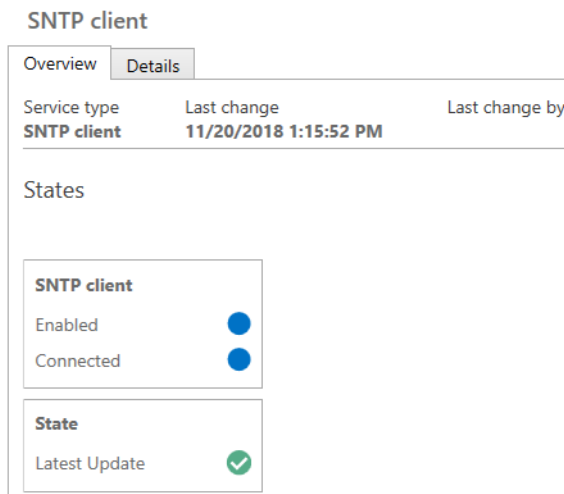 SNTP client
Overview Details
Service type Last change Last change by
SNTP client 11/20/2018 1:15:52 PM
States
SNTP client
Enabled
Connected
State
Latest Update